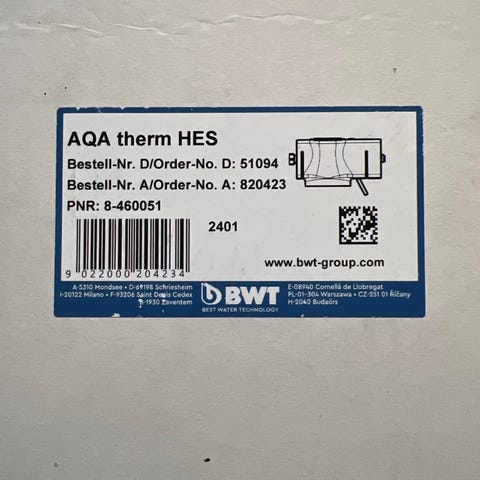 AQA therm HES
Bestell-Nr. D/Order-No. D: 51094
Bestell-Nr. A/Order-No. A: 820423
PNR: 8-460051
2401
9 022000 204234
www.bwt-group.com
A-5310 Mondsee • D-69198 Schriesheim
I-20122 Milano • F-93206 Saint Denis Cedex
B-1930 Zaventem
BWT
BEST WATER TECHNOLOGY
E-08940 Cornellá de Llobregat
PL-01-304 Warszawa • CZ-251 01 Říčany
H-2040 Budaörs